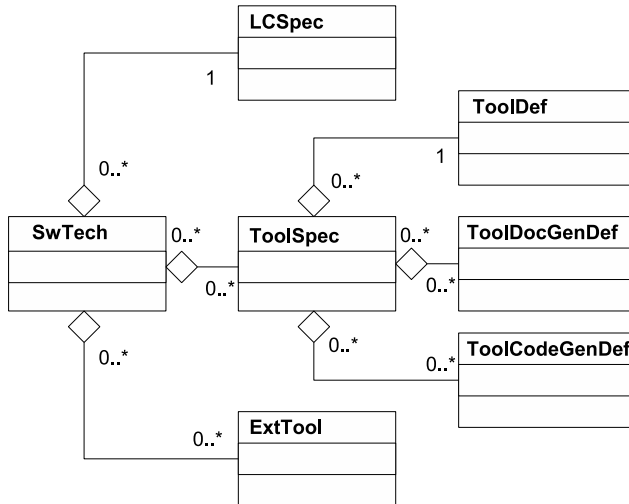 LCSpec
1
ToolDef
1
0..*
0..*
SwTech
0..*
0..*
ToolSpec
0..*
0..*
ToolDocGenDef
0..*
0..*
ToolCodeGenDef
0..*
0..*
ExtTool